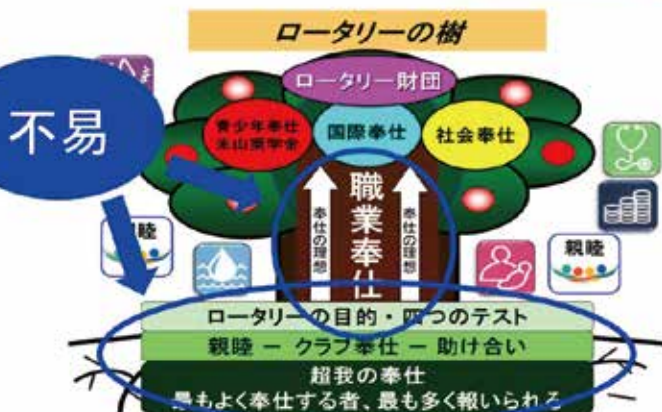 ロータリーの樹
ロータリー財団
不易
青少年奉仕
米山奨学会
国際奉仕
社会奉仕
職業奉仕
奉仕の理想
奉仕の理想
親睦
親睦
ロータリーの目的・四つのテスト
親睦 − クラブ奉仕 − 助け合い
超我の奉仕
最もよく奉仕する者、最も多く報いられる